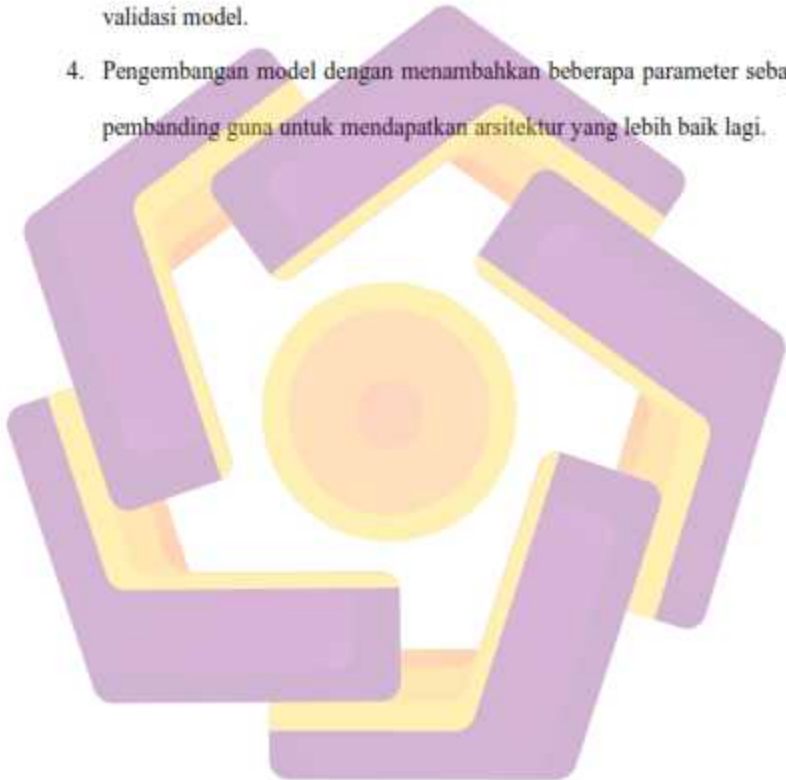 validasi model.
4. Pengembangan model dengan menambahkan beberapa parameter seba
pembanding guna untuk mendapatkan arsitektur yang lebih baik lagi.